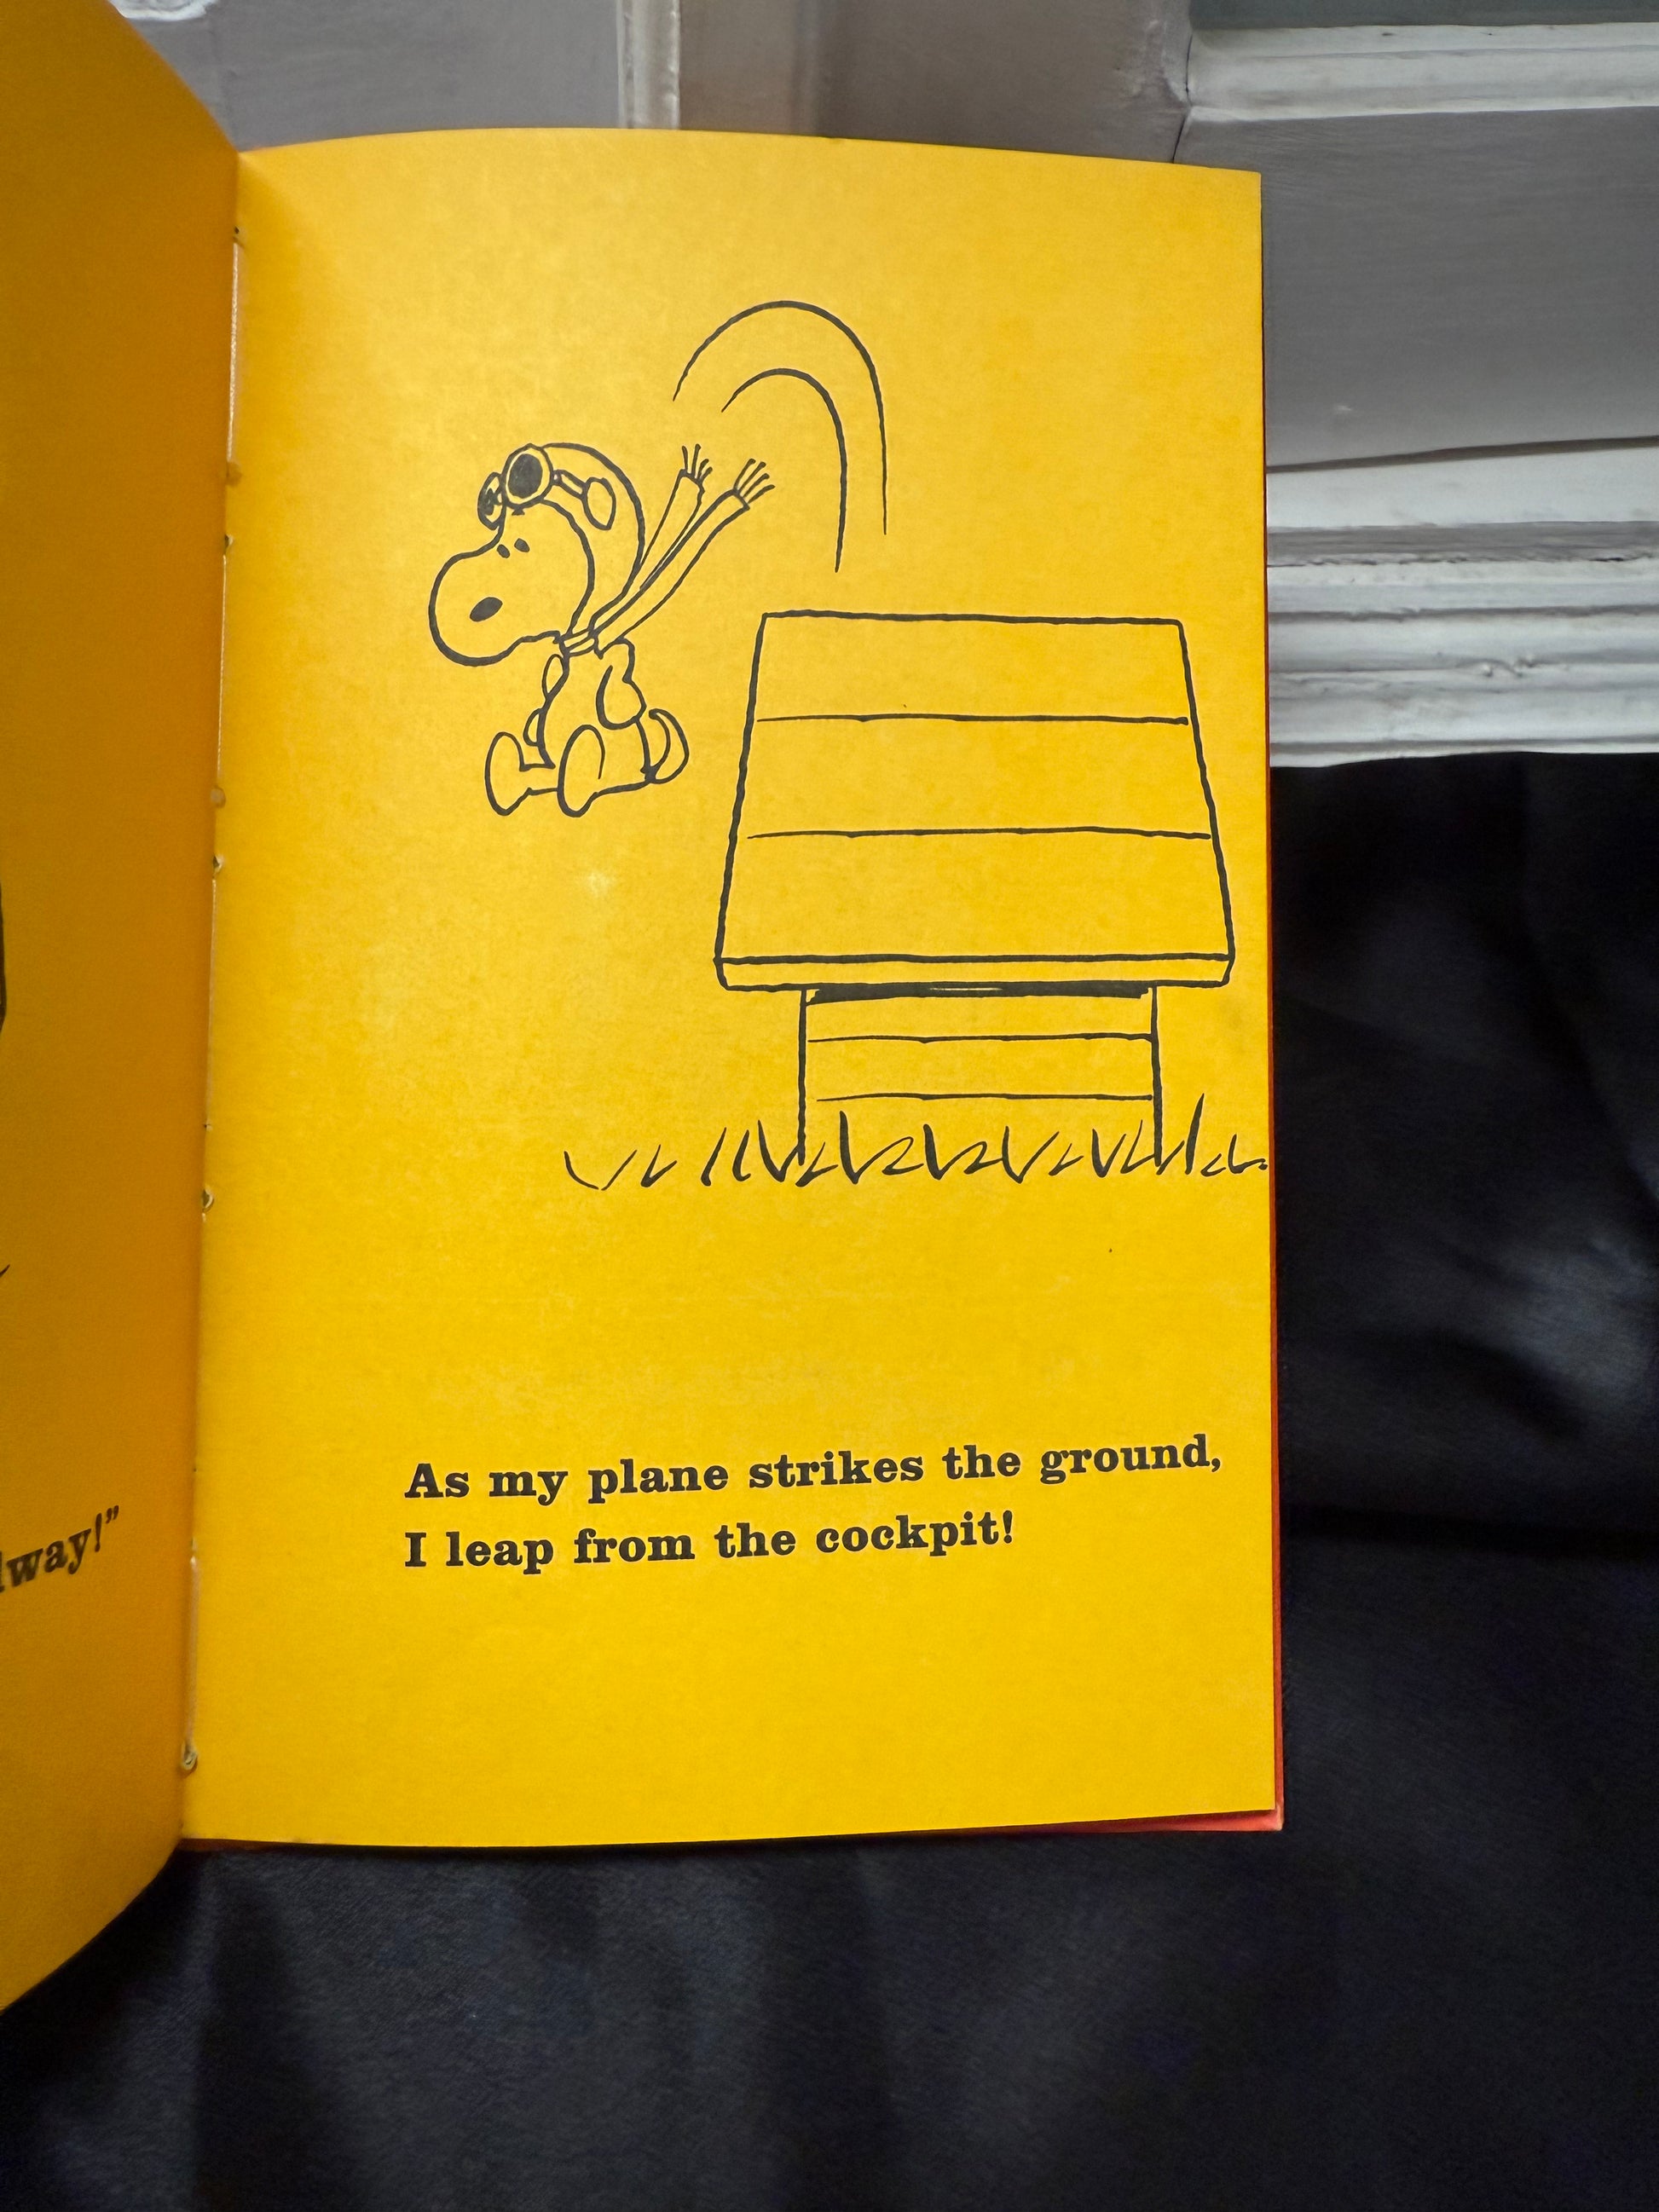 As my plane strikes the ground,
I leap from the cockpit!